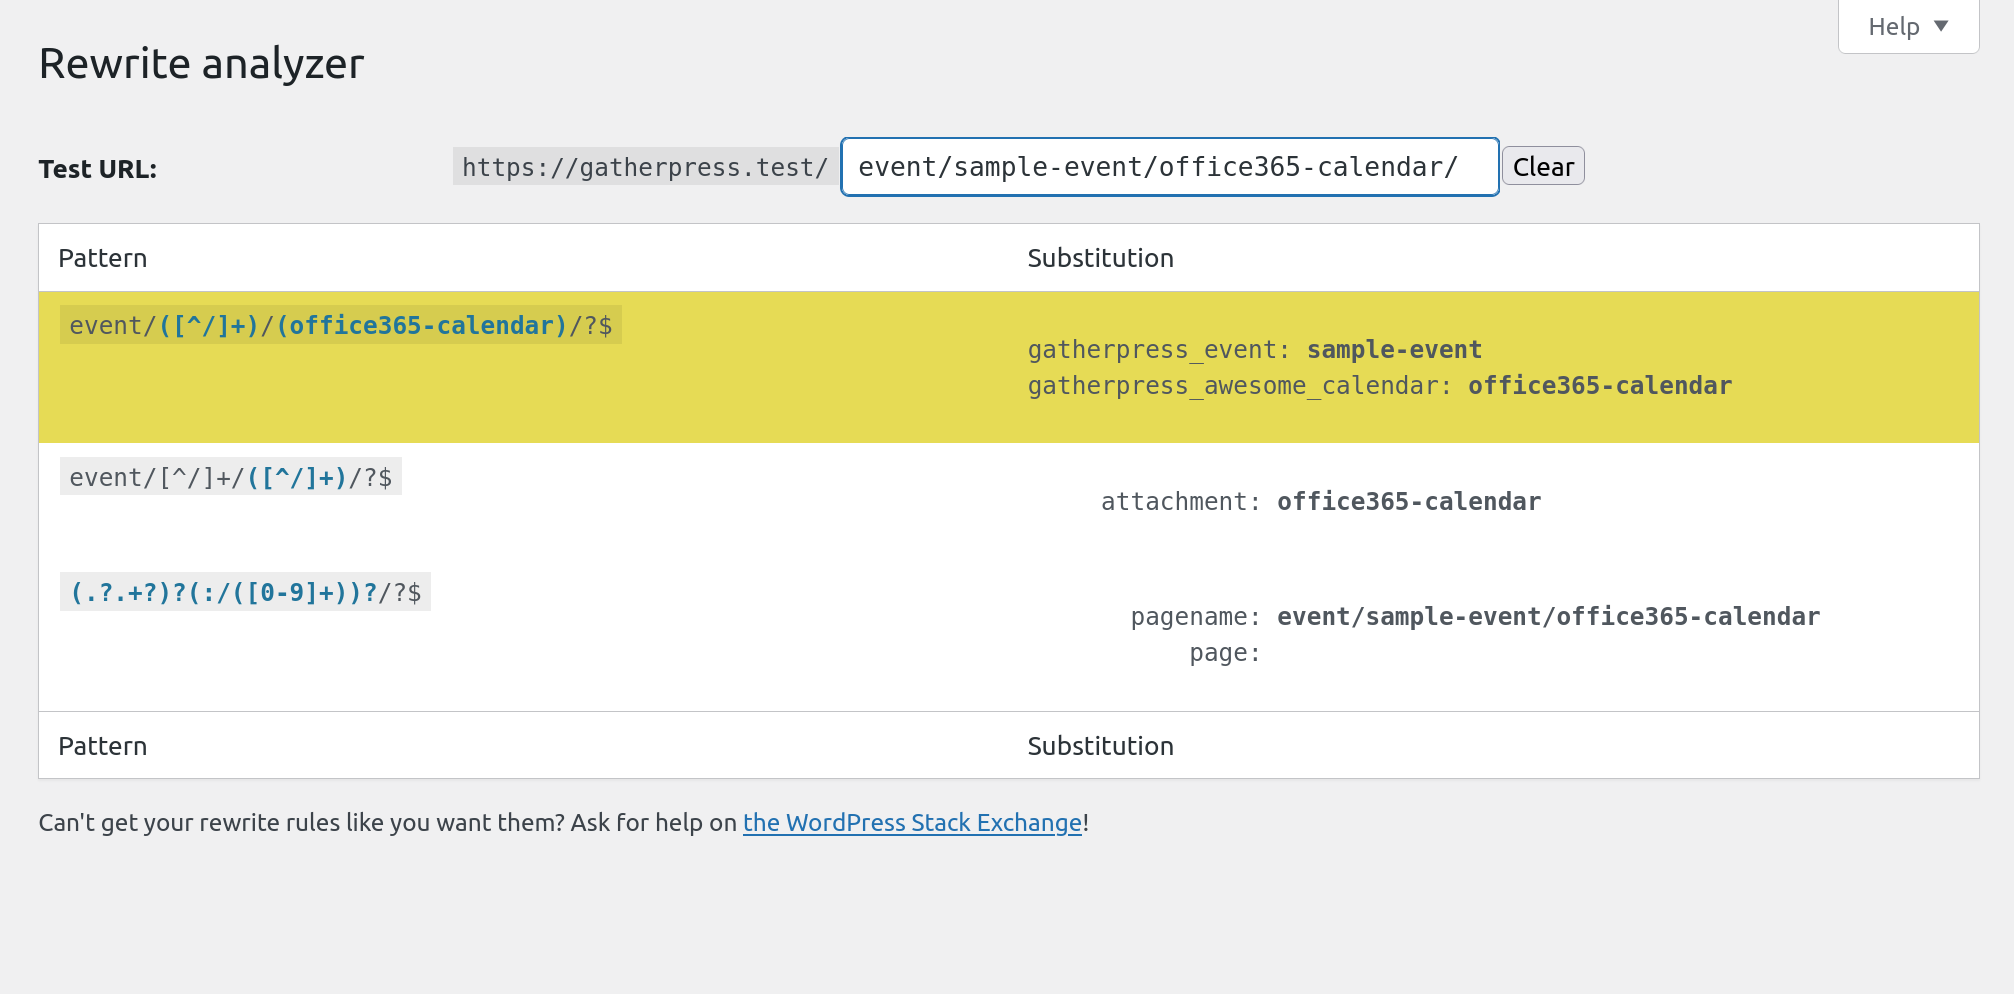 Help ▼
Rewrite analyzer
Test URL: https://gatherpress.test/ event/sample-event/office365-calendar/ Clear
Pattern Substitution
event/([^/]+)/(office365-calendar)/?$
gatherpress_event: sample-event
gatherpress_awesome_calendar: office365-calendar
event/[^/]+/([^/]+)/?$
attachment: office365-calendar
(.?.+?)?(:/([0-9]+))?/?$
pagename: event/sample-event/office365-calendar
page:
Pattern Substitution
Can't get your rewrite rules like you want them? Ask for help on the WordPress Stack Exchange!